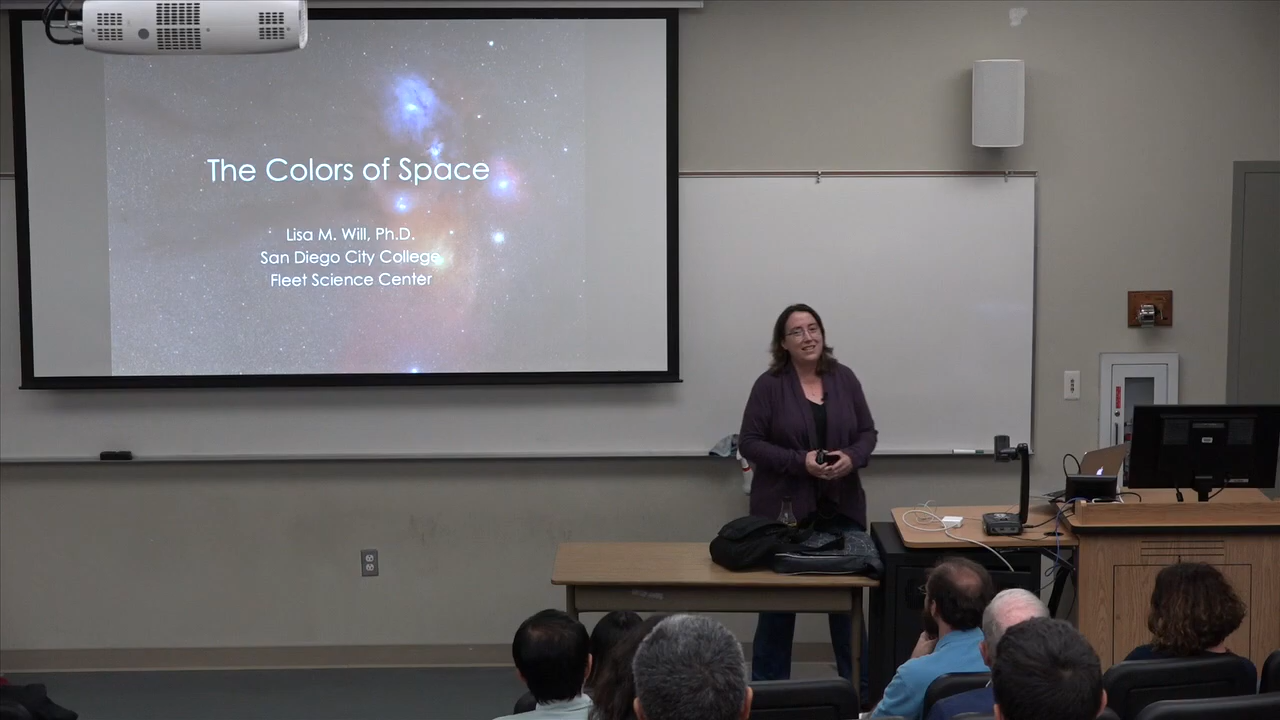 The Colors of Space
Lisa M. Will, Ph.D.
San Diego City College
Fleet Science Center